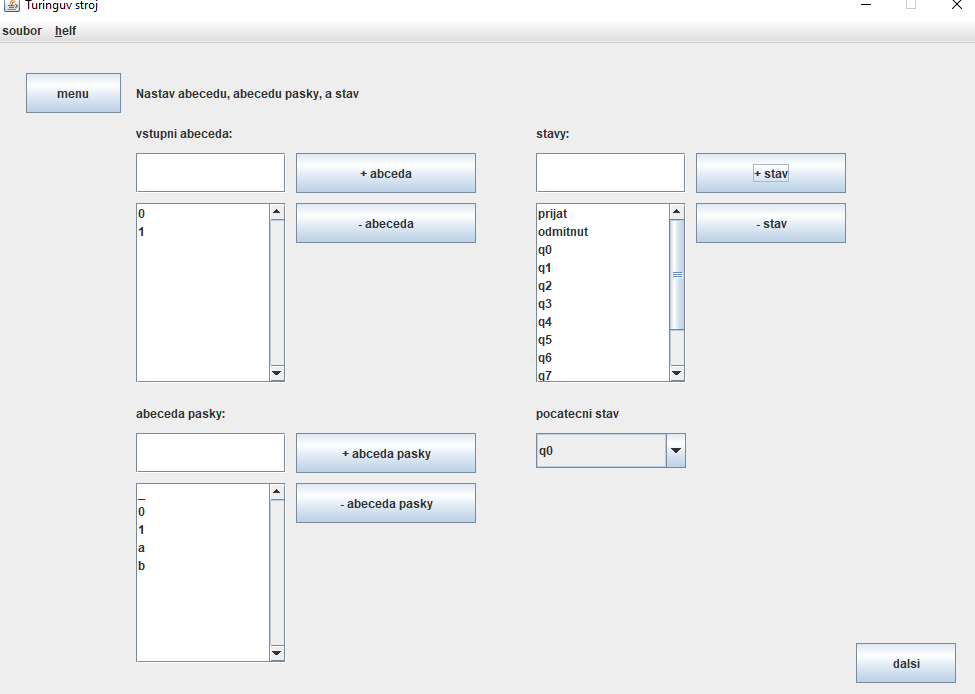 Turinguv stroj
soubor helf
menu
Nastav abecedu, abecedu pasky, a stav
vstupni abeceda:
+ abceda
0
1
- abeceda
abeceda pasky:
+ abceda pasky
_
0
1
a
b
- abeceda pasky
stavy:
+ stav
prijat
odmitnut
q0
q1
q2
q3
q4
q5
q6
q7
- stav
pocatecni stav
q0
dalsi